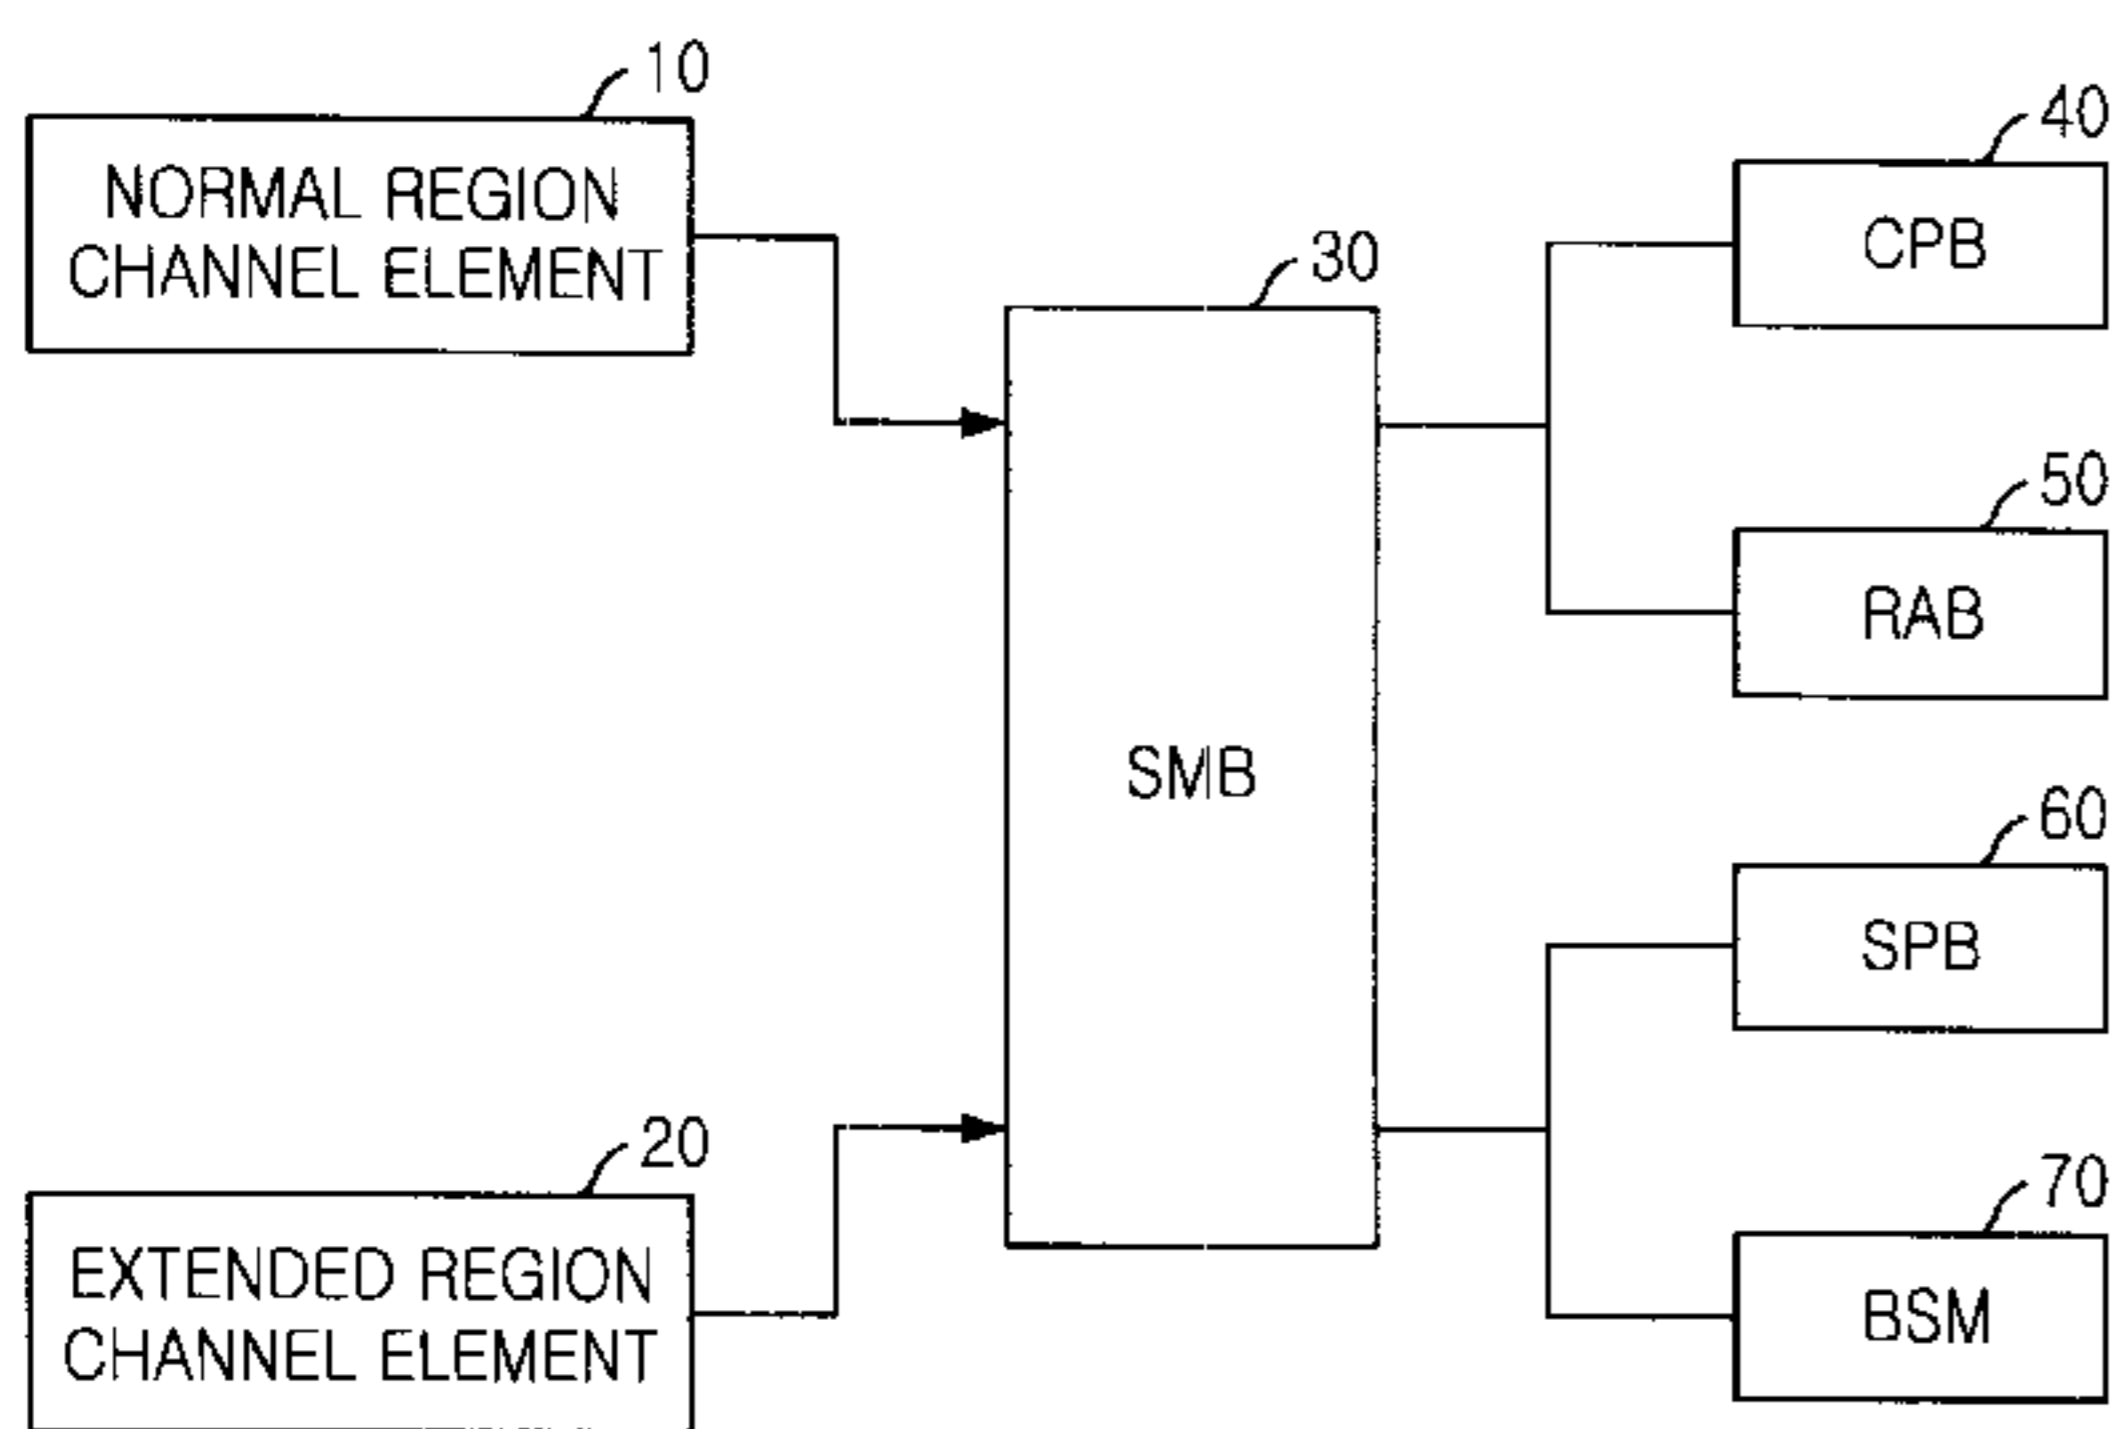 10
NORMAL REGION
CHANNEL ELEMENT
40
CPB
30
SMB
50
RAB
60
SPB
20
EXTENDED REGION
CHANNEL ELEMENT
70
BSM